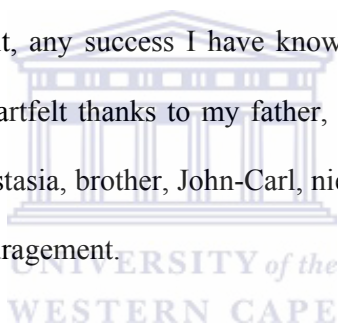 t, any success I have know
artfelt thanks to my father,
stasia, brother, John-Carl, nie
uragement.
UNIVERSITY of the
WESTERN CAPE